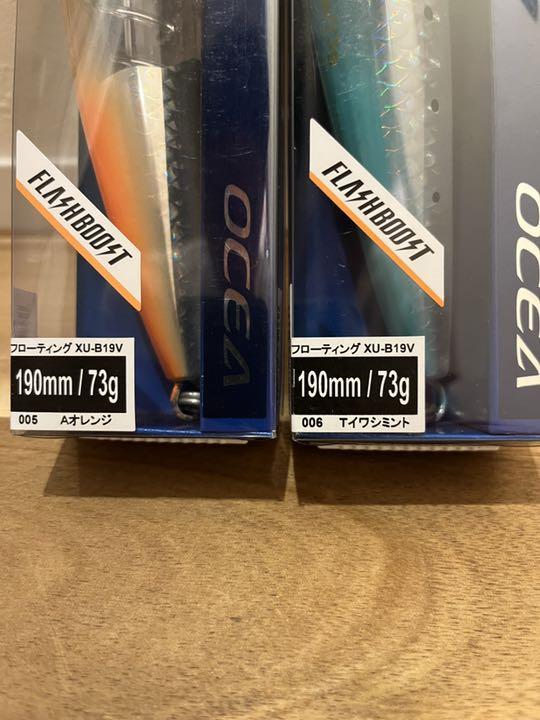 FLASHBOOST
OCEA
フローティング XU-B19V
190mm / 73g
005 Aオレンジ
FLASHBOOST
OCEA
フローティング XU-B19V
190mm / 73g
006 Tイワシミント